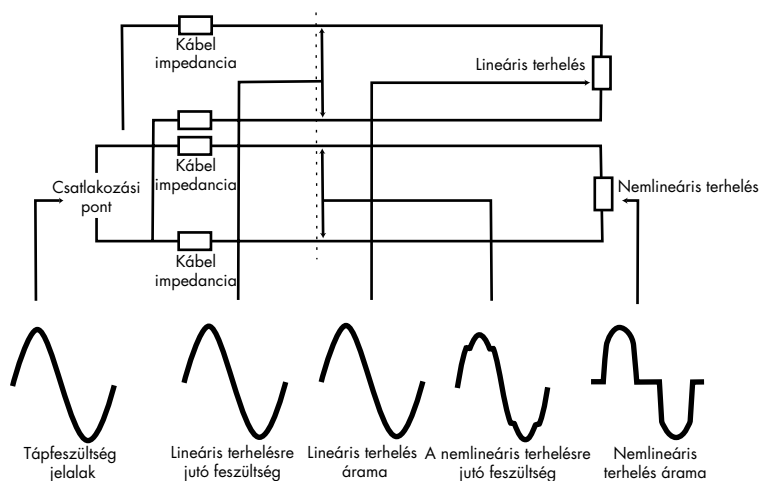 Kábel
impedancia
Lineáris terhelés
Kábel
impedancia
Csatlakozási
pont
Nemlineáris terhelés
Kábel
impedancia
Tápfeszültség
jelalak
Lineáris terhelésre
jutó feszültség
Lineáris terhelés
árama
A nemlineáris terhelésre
jutó feszültség
Nemlineáris
terhelés árama